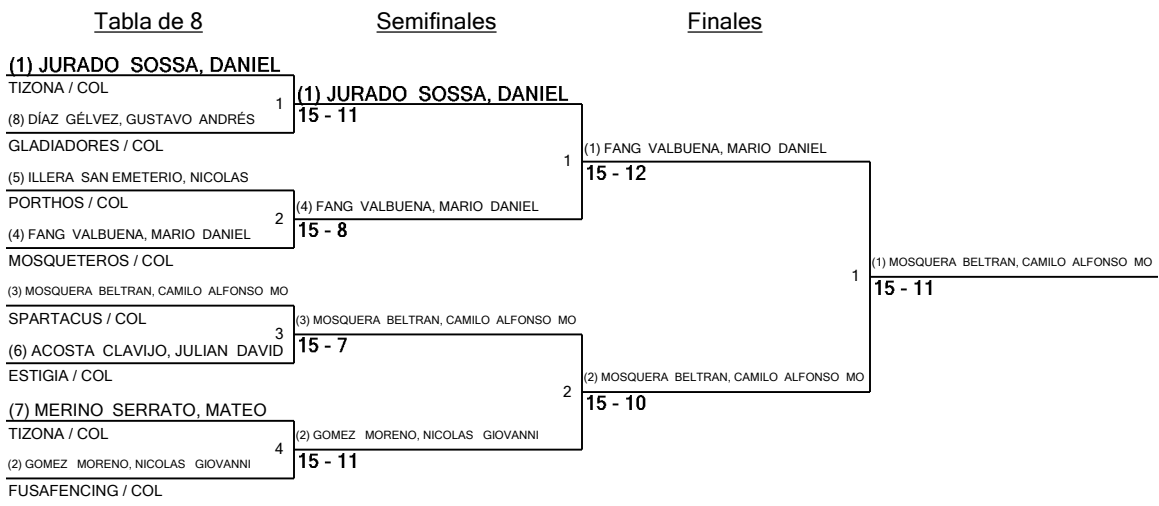 Tabla de 8
Semifinales
Finales
(1) JURADO SOSSA, DANIEL
TIZONA / COL
1
(8) DÍAZ GÉLVEZ, GUSTAVO ANDRÉS
GLADIADORES / COL
(5) ILLERA SAN EMETERIO, NICOLAS
PORTHOS / COL
2
(4) FANG VALBUENA, MARIO DANIEL
MOSQUETEROS / COL
(3) MOSQUERA BELTRAN, CAMILO ALFONSO MO
SPARTACUS / COL
3
(6) ACOSTA CLAVIJO, JULIAN DAVID
ESTIGIA / COL
(7) MERINO SERRATO, MATEO
TIZONA / COL
4
(2) GOMEZ MORENO, NICOLAS GIOVANNI
FUSAFENCING / COL
(1) JURADO SOSSA, DANIEL
15 - 11
1
(4) FANG VALBUENA, MARIO DANIEL
15 - 8
(3) MOSQUERA BELTRAN, CAMILO ALFONSO MO
15 - 7
2
(2) GOMEZ MORENO, NICOLAS GIOVANNI
15 - 11
(1) FANG VALBUENA, MARIO DANIEL
15 - 12
1
(2) MOSQUERA BELTRAN, CAMILO ALFONSO MO
15 - 10
(1) MOSQUERA BELTRAN, CAMILO ALFONSO MO
15 - 11